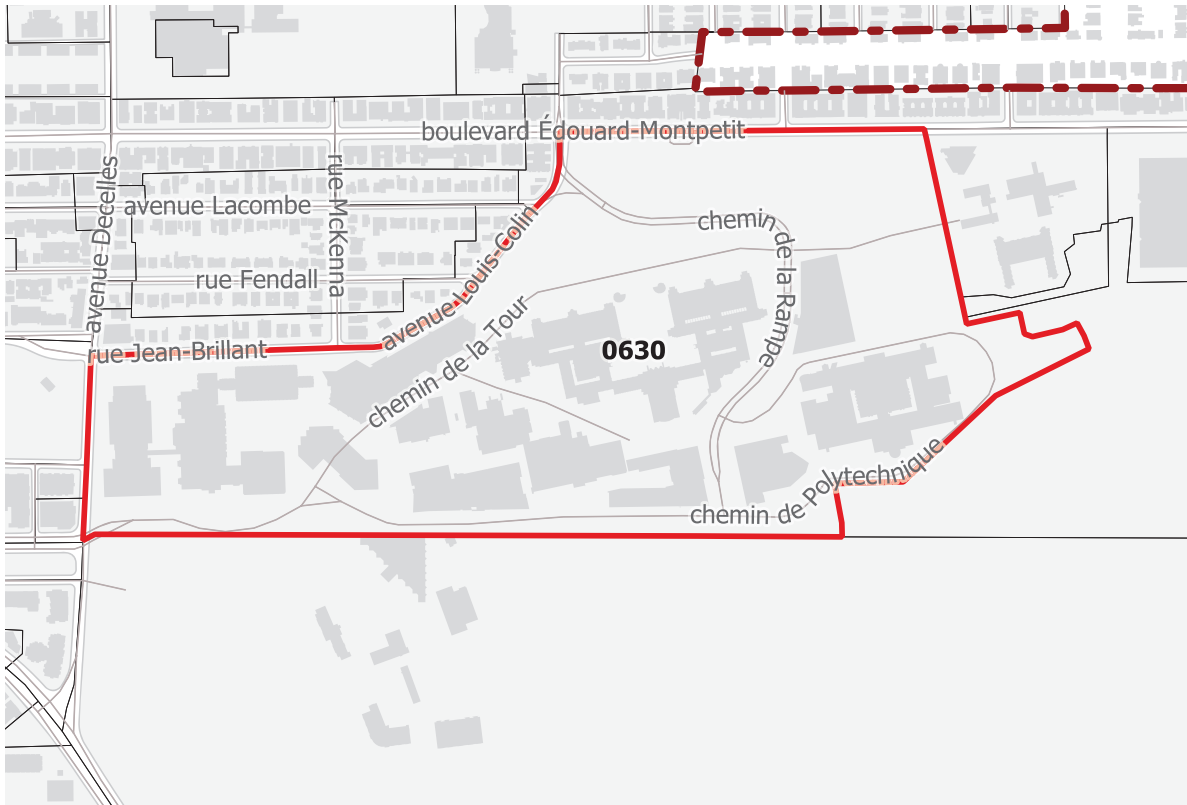 boulevard Édouard-Montpetit
avenue Decelles
rue McKenna
avenue Lacombe
avenue Louis-Colin
chemin
de la Rampe
rue Fendall
chemin de la Tour
rue Jean-Brillant
0630
chemin de Polytechnique